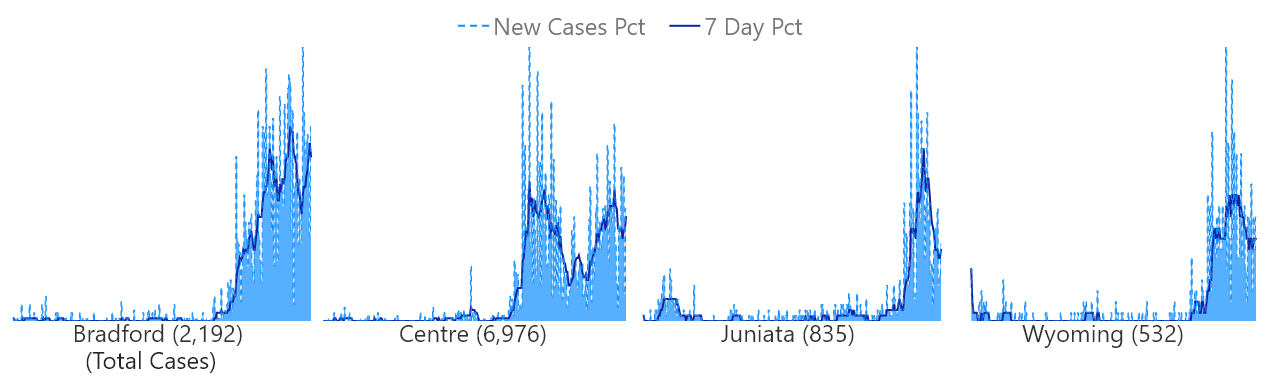 New Cases Pct 7 Day Pct
Bradford (2,192) Centre (6,976) Juniata (835) Wyoming (532)
(Total Cases)